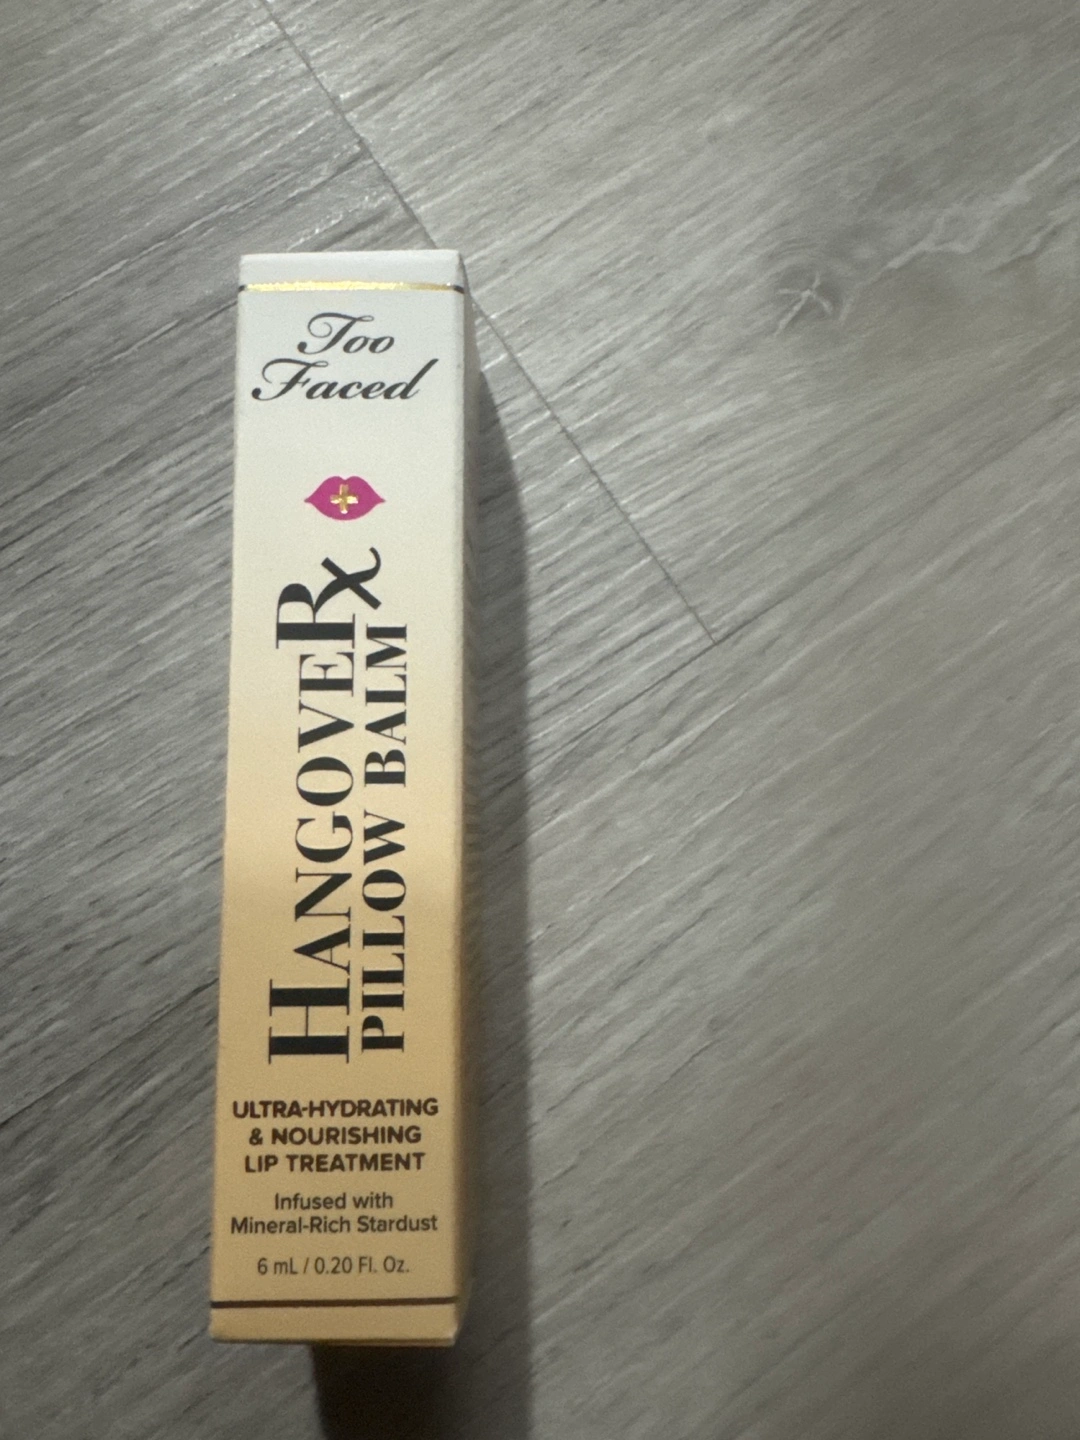 Too
Faced
HANGOVERx
PILLOW BALM
ULTRA-HYDRATING
& NOURISHING
LIP TREATMENT
Infused with
Mineral-Rich Stardust
6 mL / 0.20 Fl. Oz.